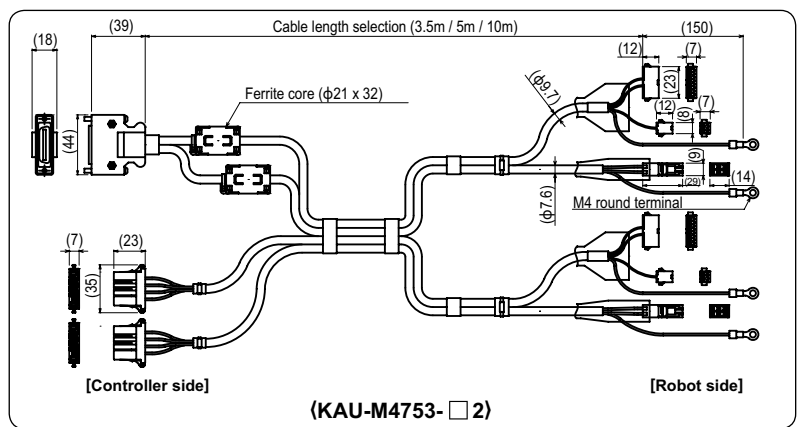 (18)
(39)
Cable length selection (3.5m / 5m / 10m)
(150)
(12)
(7)
(23)
(ϕ9.7)
Ferrite core (ϕ21 x 32)
(44)
(12)
(7)
(8)
(9)
(29)
(14)
(ϕ7.6)
M4 round terminal
(7)
(23)
(35)
[Controller side]
[Robot side]
⟨KAU-M4753- □ 2⟩